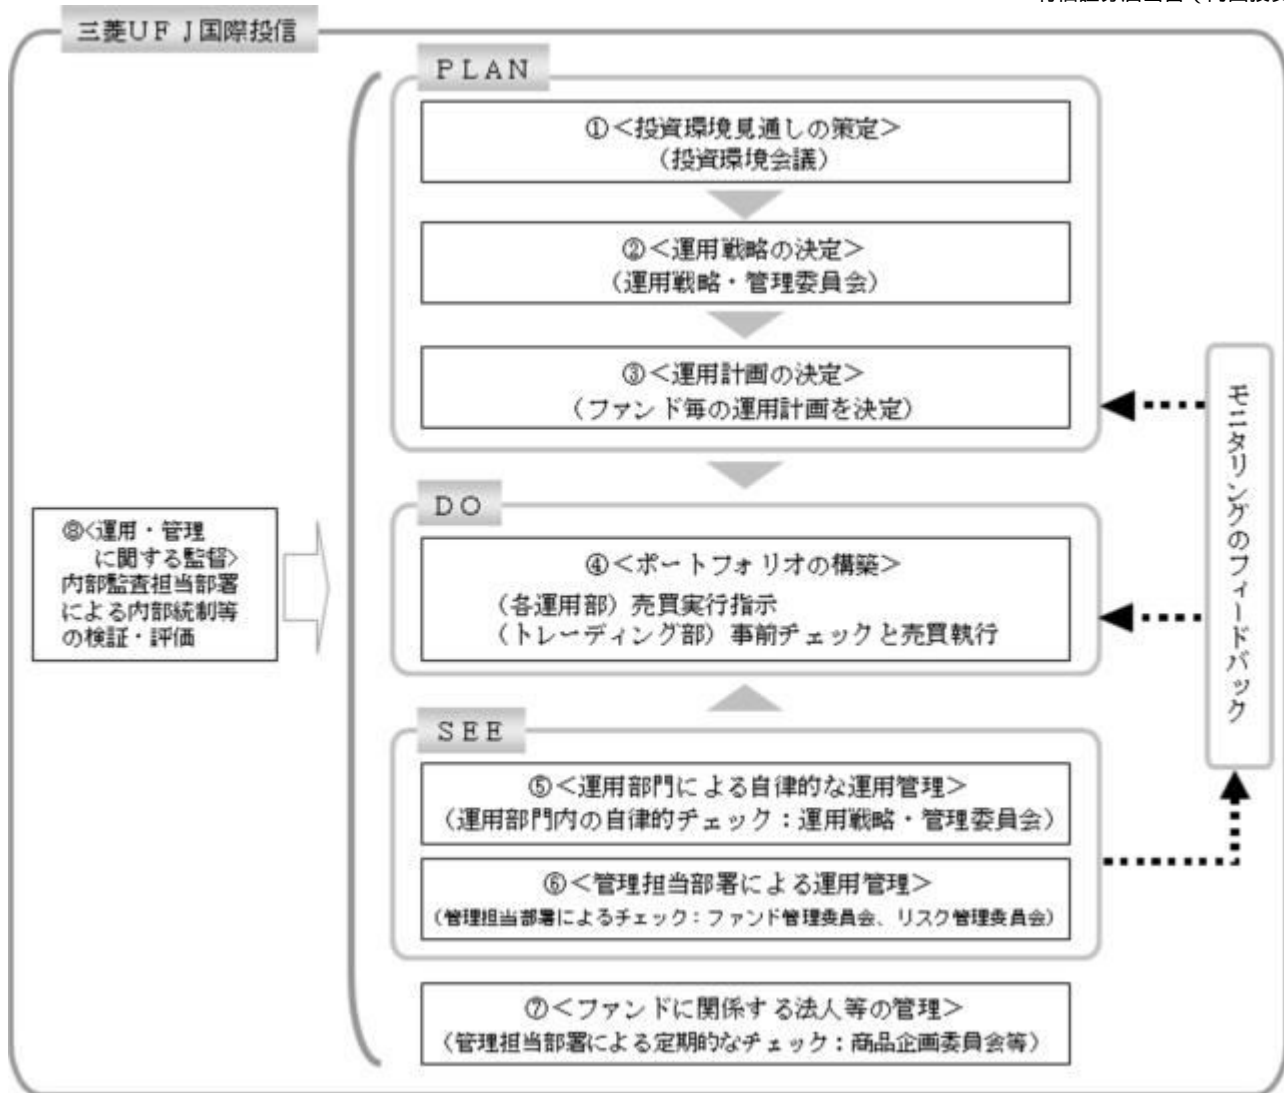 三菱UFJ国際投信
PLAN
①<投資環境見通しの策定>
(投資環境会議)
②<運用戦略の決定>
(運用戦略・管理委員会)
③<運用計画の決定>
(ファンド毎の運用計画を決定)
DO
④<ポートフォリオの構築>
(各運用部)売買実行指示
(トレーディング部)事前チェックと売買執行
SEE
⑤<運用部門による自律的な運用管理>
(運用部門内の自律的チェック:運用戦略・管理委員会)
⑥<管理担当部署による運用管理>
(管理担当部署によるチェック:ファンド管理委員会、リスク管理委員会)
⑦<ファンドに関係する法人等の管理>
(管理担当部署による定期的なチェック:商品企画委員会等)
⑧<運用・管理
に関する監督>
内部監査担当部署
による内部統制等
の検証・評価
モニタリングのフィードバック